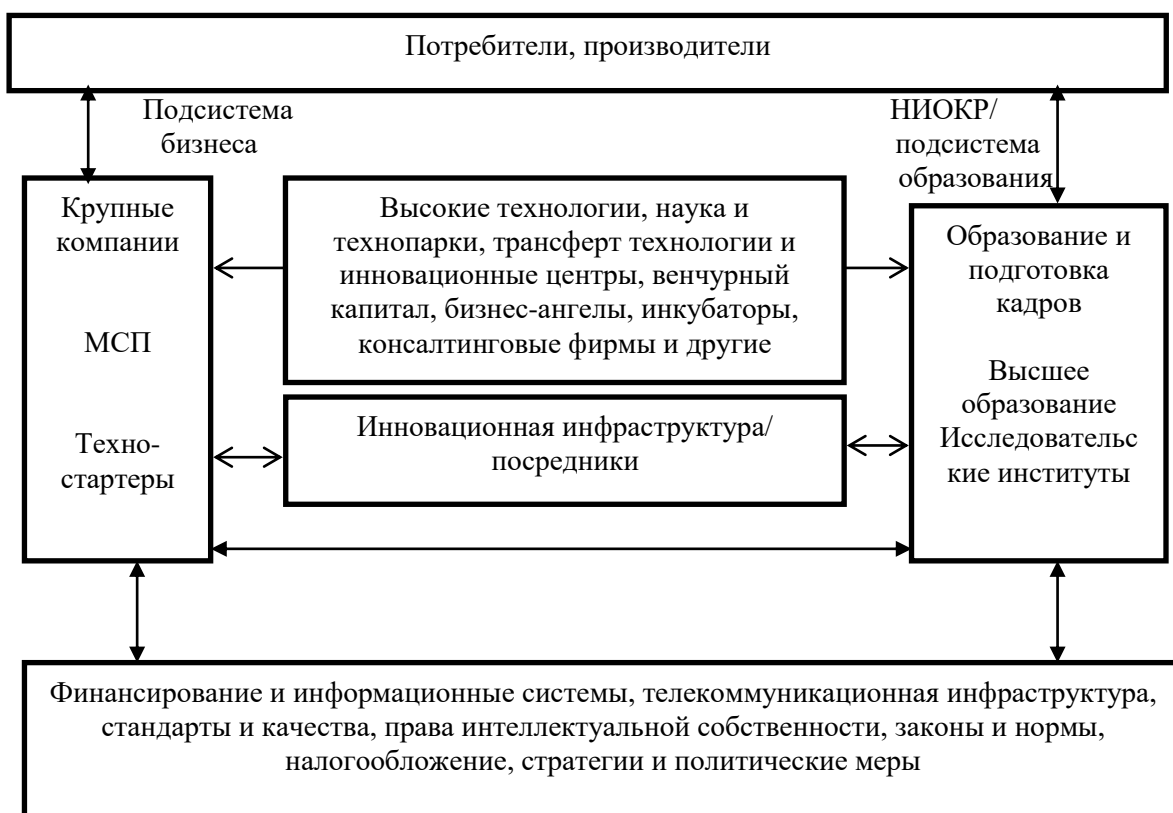 Потребители, производители
Подсистема
бизнеса
НИОКР/
подсистема
образования
Крупные
компании
МСП
Техно-
стартеры
Высокие технологии, наука и
технопарки, трансферт технологии и
инновационные центры, венчурный
капитал, бизнес-ангелы, инкубаторы,
консалтинговые фирмы и другие
Инновационная инфраструктура/
посредники
Образование и
подготовка
кадров
Высшее
образование
Исследовательс
кие институты
Финансирование и информационные системы, телекоммуникационная инфраструктура,
стандарты и качества, права интеллектуальной собственности, законы и нормы,
налогообложение, стратегии и политические меры